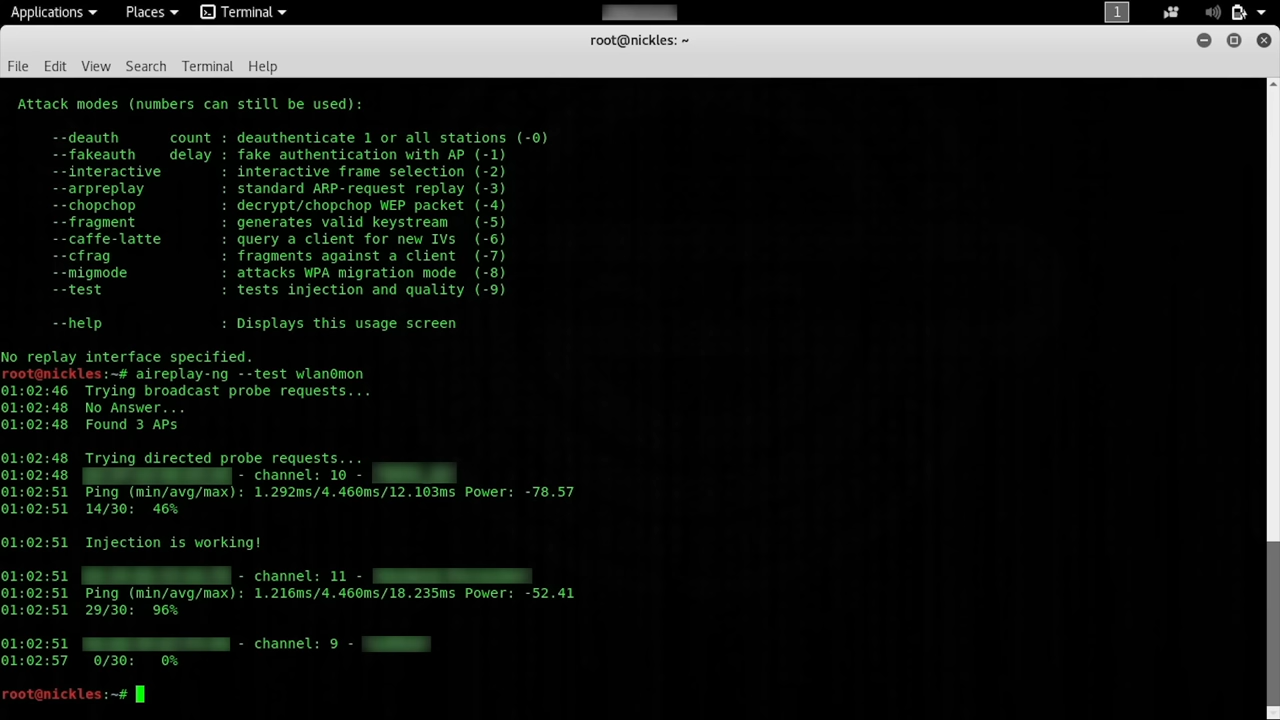 Applications Places Terminal 1
root@nickles: ~
File Edit View Search Terminal Help
Attack modes (numbers can still be used):
--deauth count : deauthenticate 1 or all stations (-0)
--fakeauth delay : fake authentication with AP (-1)
--interactive : interactive frame selection (-2)
--arpreplay : standard ARP-request replay (-3)
--chopchop : decrypt/chopchop WEP packet (-4)
--fragment : generates valid keystream (-5)
--caffe-latte : query a client for new IVs (-6)
--cfrag : fragments against a client (-7)
--migmode : attacks WPA migration mode (-8)
--test : tests injection and quality (-9)
--help : Displays this usage screen
No replay interface specified.
root@nickles:~# aireplay-ng --test wlan0mon
01:02:46 Trying broadcast probe requests...
01:02:48 No Answer...
01:02:48 Found 3 APs
01:02:48 Trying directed probe requests...
01:02:48 - channel: 10 -
01:02:51 Ping (min/avg/max): 1.292ms/4.460ms/12.103ms Power: -78.57
01:02:51 14/30: 46%
01:02:51 Injection is working!
01:02:51 - channel: 11 -
01:02:51 Ping (min/avg/max): 1.216ms/4.460ms/18.235ms Power: -52.41
01:02:51 29/30: 96%
01:02:51 - channel: 9 -
01:02:57 0/30: 0%
root@nickles:~#